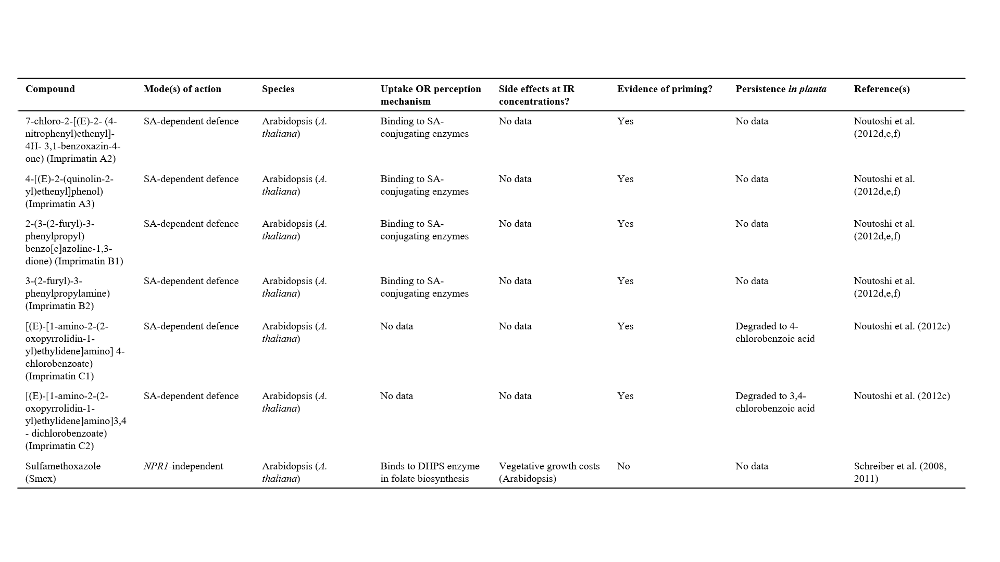 Compound
Mode(s) of action
Species
Uptake OR perception
mechanism
Side effects at IR
concentrations?
Evidence of priming?
Persistence in planta
Reference(s)
7-chloro-2-[(E)-2- (4-
nitrophenyl)ethenyl]-
4H- 3,1-benzoxazin-4-
one) (Imprimatin A2)
SA-dependent defence
Arabidopsis (A.
thaliana)
Binding to SA-
conjugating enzymes
No data
Yes
No data
Noutoshi et al.
(2012d,e,f)
4-[(E)-2-(quinolin-2-
yl)ethenyl]phenol)
(Imprimatin A3)
SA-dependent defence
Arabidopsis (A.
thaliana)
Binding to SA-
conjugating enzymes
No data
Yes
No data
Noutoshi et al.
(2012d,e,f)
2-(3-(2-furyl)-3-
phenylpropyl)
benzo[c]azoline-1,3-
dione) (Imprimatin B1)
SA-dependent defence
Arabidopsis (A.
thaliana)
Binding to SA-
conjugating enzymes
No data
Yes
No data
Noutoshi et al.
(2012d,e,f)
3-(2-furyl)-3-
phenylpropylamine)
(Imprimatin B2)
SA-dependent defence
Arabidopsis (A.
thaliana)
Binding to SA-
conjugating enzymes
No data
Yes
No data
Noutoshi et al.
(2012d,e,f)
[(E)-[1-amino-2-(2-
oxopyrrolidin-1-
yl)ethylidene]amino] 4-
chlorobenzoate)
(Imprimatin C1)
SA-dependent defence
Arabidopsis (A.
thaliana)
No data
No data
Yes
Degraded to 4-
chlorobenzoic acid
Noutoshi et al. (2012c)
[(E)-[1-amino-2-(2-
oxopyrrolidin-1-
yl)ethylidene]amino]3,4
- dichlorobenzoate)
(Imprimatin C2)
SA-dependent defence
Arabidopsis (A.
thaliana)
No data
No data
Yes
Degraded to 3,4-
chlorobenzoic acid
Noutoshi et al. (2012c)
Sulfamethoxazole
(Smex)
NPR1-independent
Arabidopsis (A.
thaliana)
Binds to DHPS enzyme
in folate biosynthesis
Vegetative growth costs
(Arabidopsis)
No
No data
Schreiber et al. (2008,
2011)